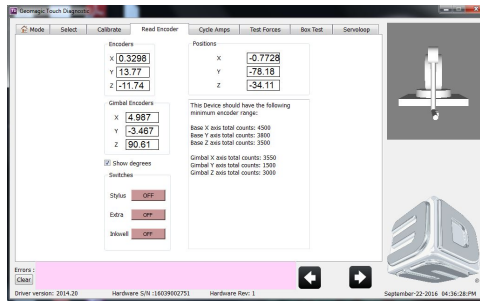 Geomagic Touch Diagnostic
Mode Select Calibrate Read Encoder Cycle Amps Test Forces Box Test Servoloop
Encoders
X 0.3298
Y 13.77
Z -11.74
Positions
X -0.7728
Y -78.18
Z -34.11
Gimbal Encoders
X 4.987
Y -3.467
Z 90.61
Show degrees
This Device should have the following
minimum encoder range:
Base X axis total counts: 4500
Base Y axis total counts: 3800
Base Z axis total counts: 3500
Gimbal X axis total counts: 3550
Gimbal Y axis total counts: 1500
Gimbal Z axis total counts: 3000
Switches
Stylus OFF
Extra OFF
Inkwell OFF
3DS
Errors :
Clear
Driver version: 2014.20 Hardware S/N :16039002751 Hardware Rev: 1 September-22-2016 04:36:28:PM